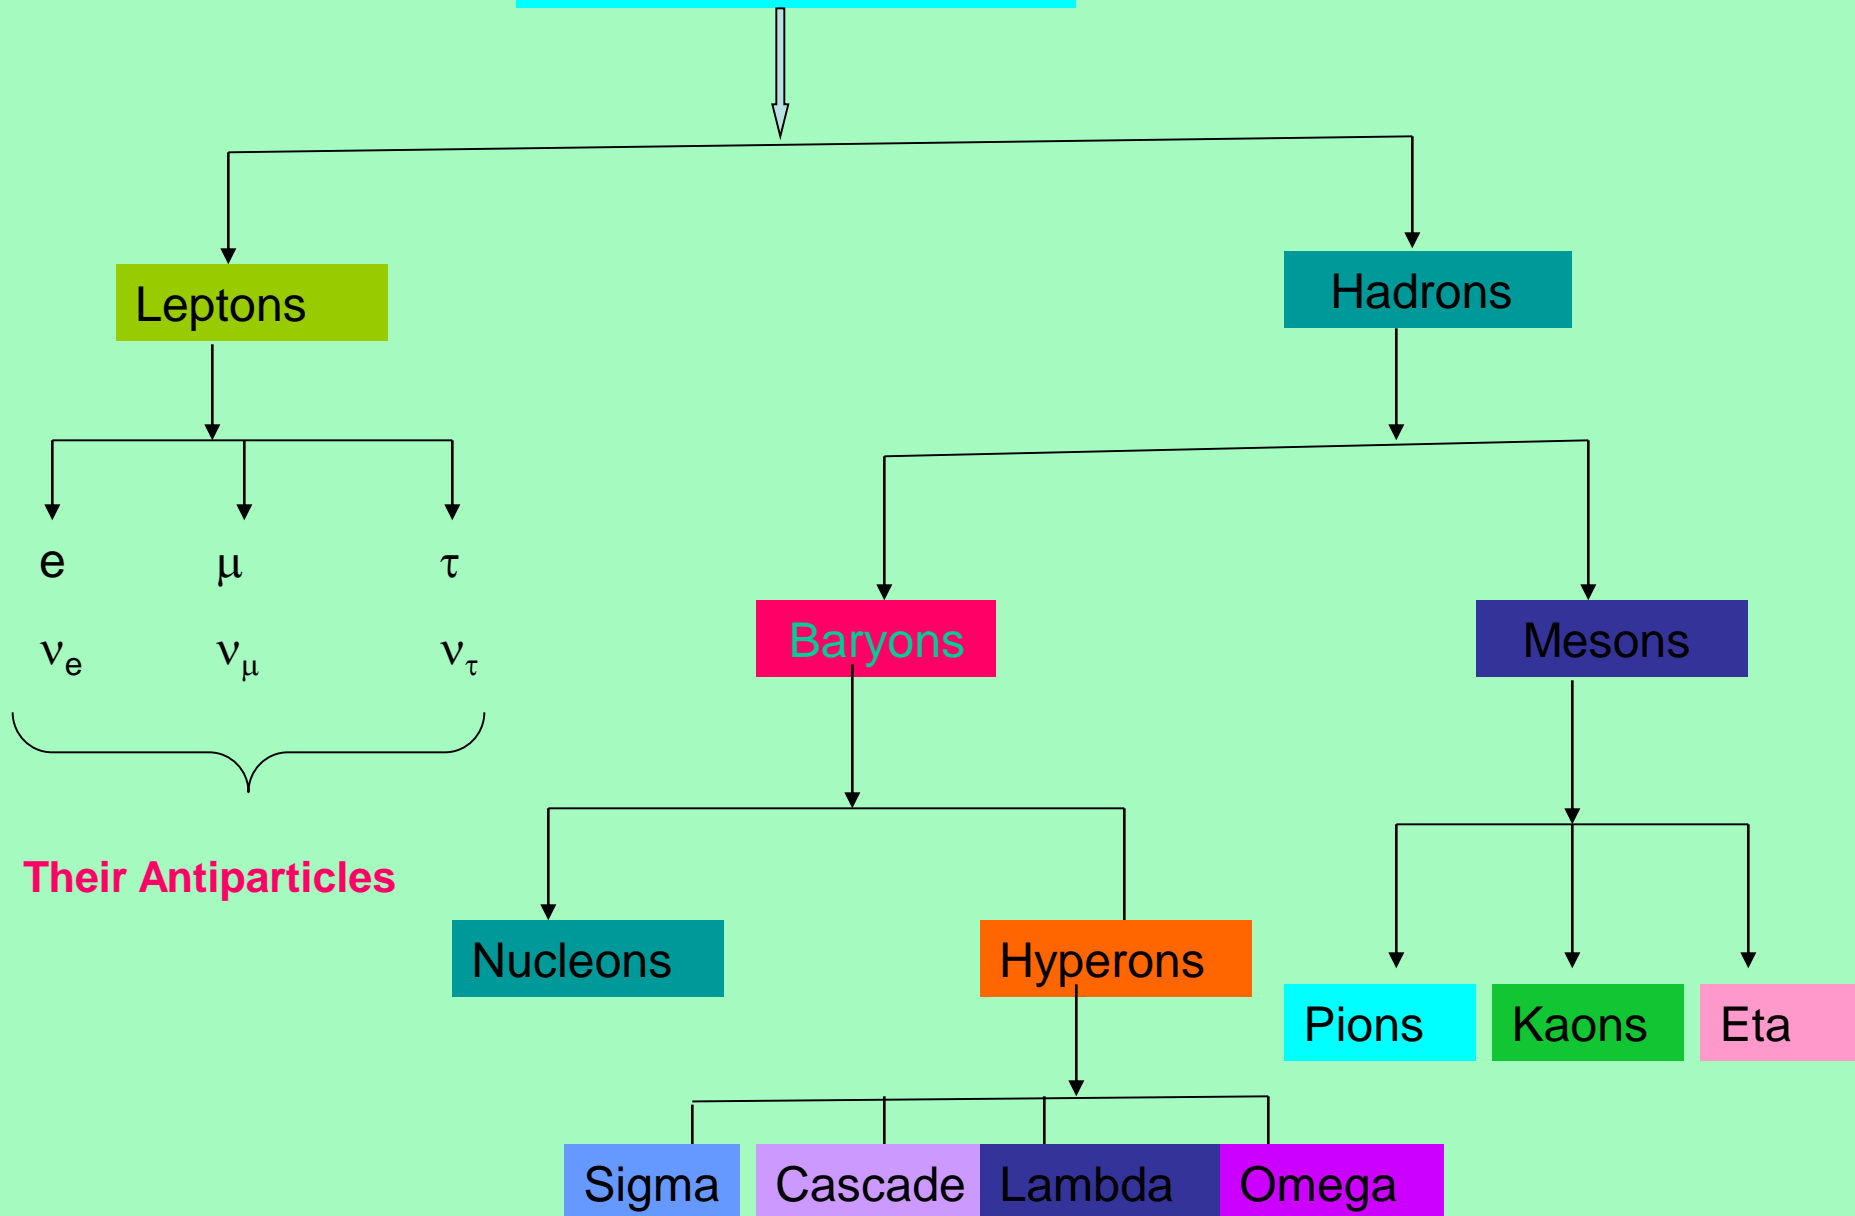 Leptons
Hadrons
e μ τ
νe νμ ντ
Baryons
Mesons
Their Antiparticles
Nucleons
Hyperons
Pions
Kaons
Eta
Sigma
Cascade
Lambda
Omega